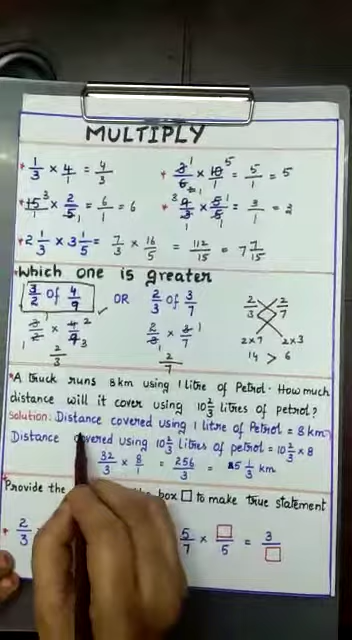 MULTIPLY
* 1/3 × 4/1 = 4/3
* 3/6 × 10/1 = 5/1 = 5
* 15/1 × 2/5 = 6/1 = 6
* 9/3 × 5/5 = 3/1 = 3
* 2 1/3 × 3 1/5 = 7/3 × 16/5 = 112/15 = 7 7/15
* Which one is greater
3/2 of 4/9 OR 2/3 of 3/7
3/2 × 4/9
2/3 × 3/7
2/3 2/7
2/3
2/7
2×7 2×3
14 > 6
* A truck runs 8km using 1 litre of Petrol. How much
distance will it cover using 10 2/3 litres of petrol?
Solution: Distance covered using 1 litre of Petrol = 8 km
Distance covered using 10 2/3 litres of petrol = 10 2/3 × 8
32/3 × 8/1 = 256/3 = 85 1/3 km
Provide the box □ to make true statement
* 2/3
5/7 × □/5 = 3/□